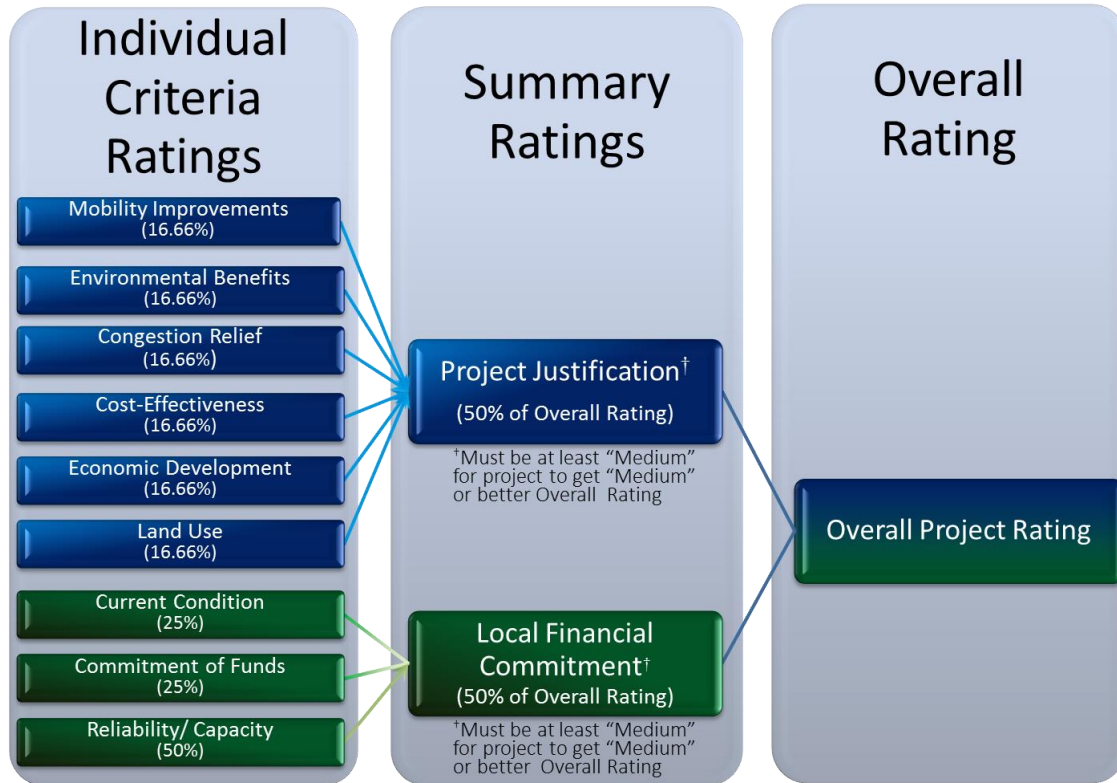 Individual
Criteria
Ratings
Mobility Improvements
(16.66%)
Environmental Benefits
(16.66%)
Congestion Relief
(16.66%)
Cost-Effectiveness
(16.66%)
Economic Development
(16.66%)
Land Use
(16.66%)
Current Condition
(25%)
Commitment of Funds
(25%)
Reliability/ Capacity
(50%)
Summary
Ratings
Project Justification†
(50% of Overall Rating)
†Must be at least “Medium”
for project to get “Medium”
or better Overall Rating
Local Financial
Commitment†
(50% of Overall Rating)
†Must be at least “Medium”
for project to get “Medium”
or better Overall Rating
Overall
Rating
Overall Project Rating